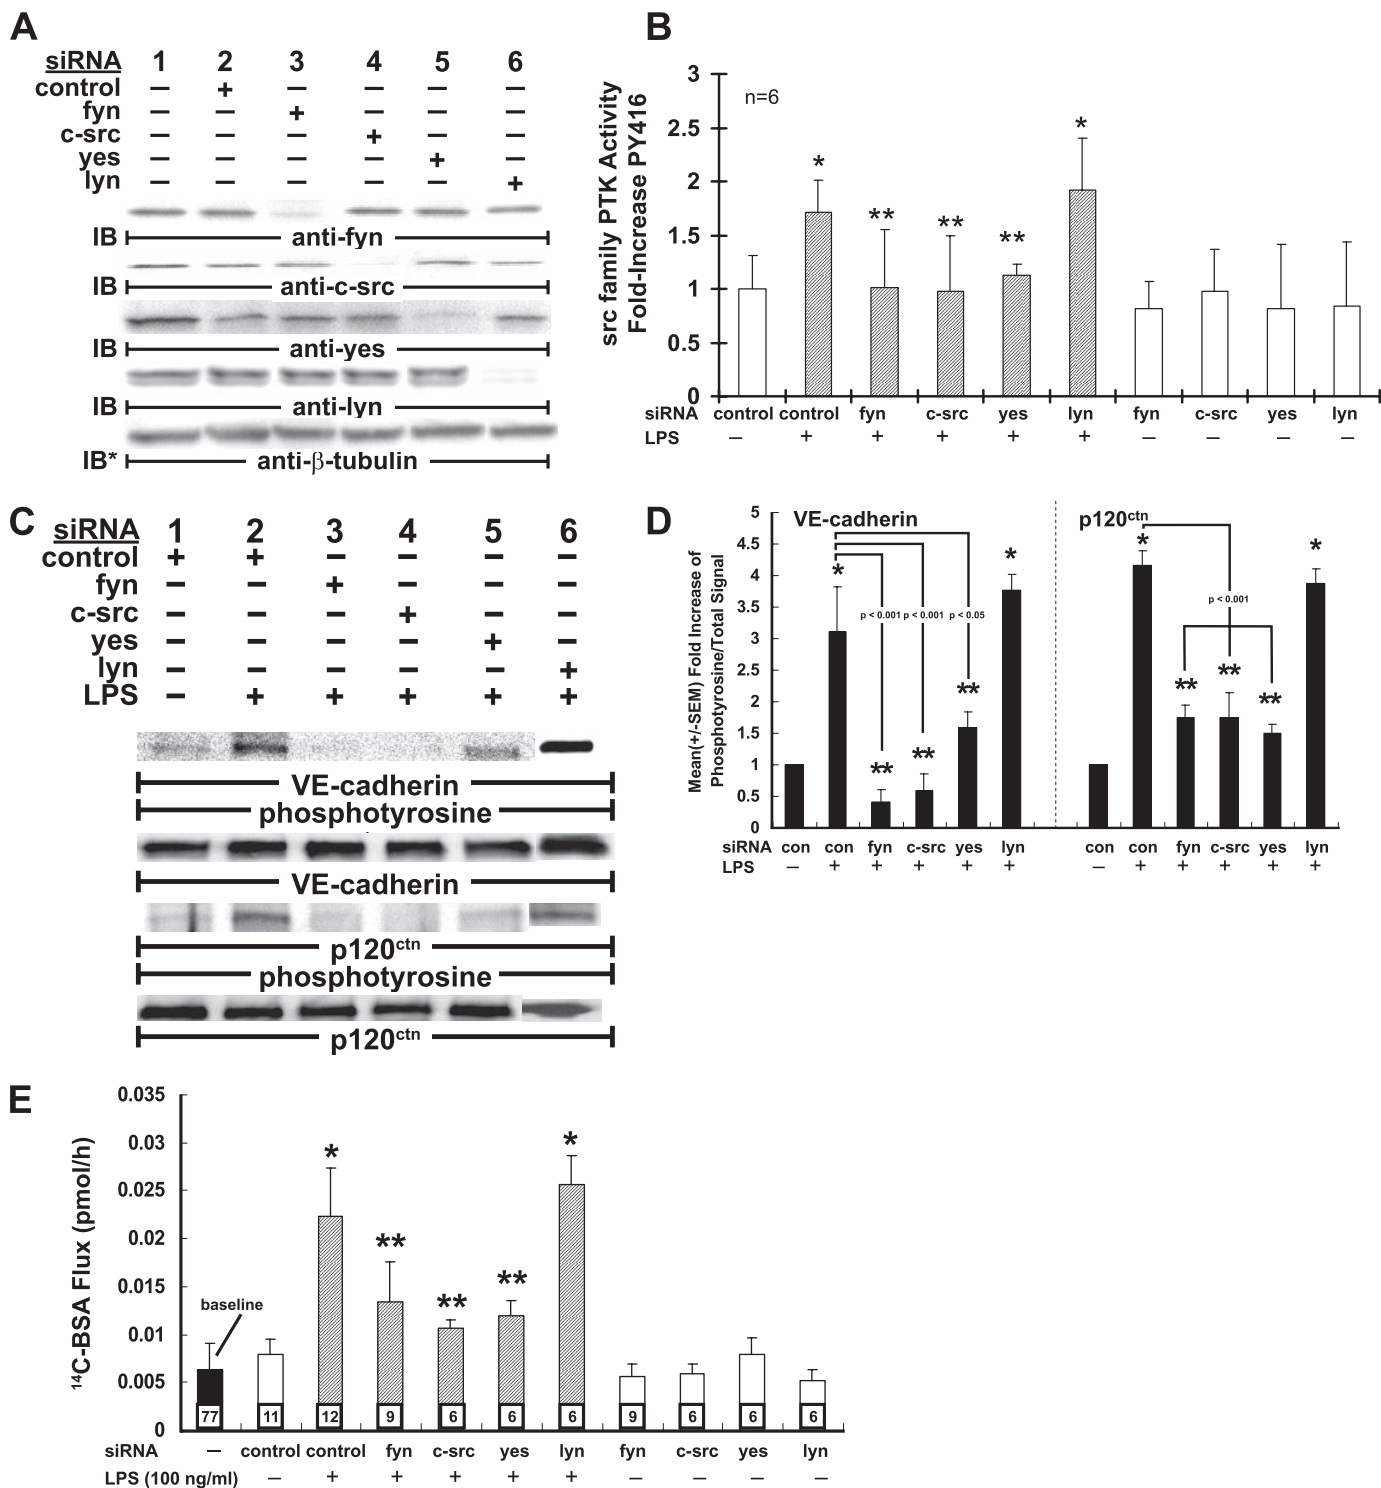 A
siRNA 1 2 3 4 5 6
control – + – – – –
fyn – – + – – –
c-src – – – + – –
yes – – – – + –
lyn – – – – – +
IB anti-fyn
IB anti-c-src
IB anti-yes
IB anti-lyn
IB* anti-β-tubulin
B
src family PTK Activity
Fold-Increase PY416
3
2.5
2
1.5
1
0.5
0
n=6
* ** ** ** *
siRNA control control fyn c-src yes lyn fyn c-src yes lyn
LPS – + + + + + – – – –
C
siRNA 1 2 3 4 5 6
control + + – – – –
fyn – – + – – –
c-src – – – + – –
yes – – – – + –
lyn – – – – – +
LPS – + + + + +
VE-cadherin
phosphotyrosine
VE-cadherin
p120ctn
phosphotyrosine
p120ctn
D
Mean(+/-SEM) Fold Increase of
Phosphotyrosine/Total Signal
5
4.5
4
3.5
3
2.5
2
1.5
1
0.5
0
VE-cadherin
* ** ** ** *
p < 0.001 p < 0.001 p < 0.05
p120ctn
* ** ** ** *
p < 0.001
siRNA con con fyn c-src yes lyn con con fyn c-src yes lyn
LPS – + + + + + – + + + + +
E
14C-BSA Flux (pmol/h)
0.035
0.03
0.025
0.02
0.015
0.01
0.005
0
baseline
* ** ** ** *
77 11 12 9 6 6 6 9 6 6 6
siRNA – control control fyn c-src yes lyn fyn c-src yes lyn
LPS (100 ng/ml) – + + + + + – – – –